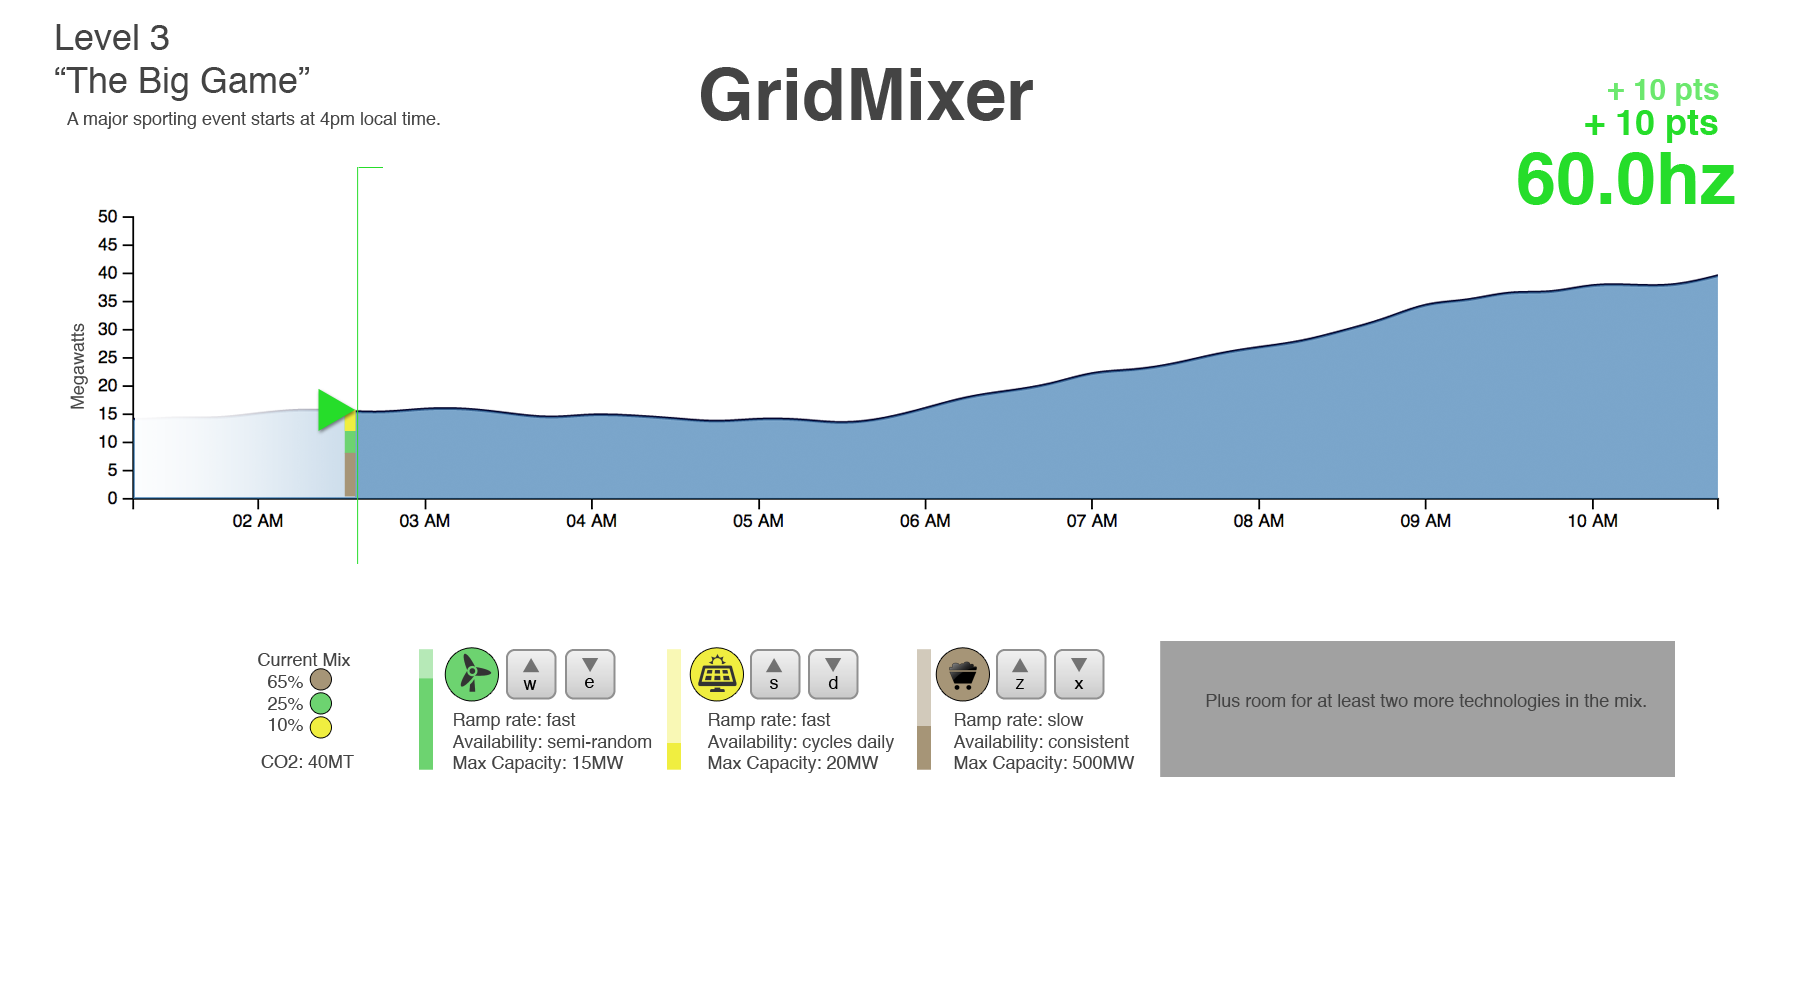 Level 3
“The Big Game”
A major sporting event starts at 4pm local time.
GridMixer
+ 10 pts
+ 10 pts
60.0hz
Megawatts
50
45
40
35
30
25
20
15
10
5
0
02 AM
03 AM
04 AM
05 AM
06 AM
07 AM
08 AM
09 AM
10 AM
Current Mix
65%
25%
10%
CO2: 40MT
w
e
Ramp rate: fast
Availability: semi-random
Max Capacity: 15MW
s
d
Ramp rate: fast
Availability: cycles daily
Max Capacity: 20MW
z
x
Ramp rate: slow
Availability: consistent
Max Capacity: 500MW
Plus room for at least two more technologies in the mix.